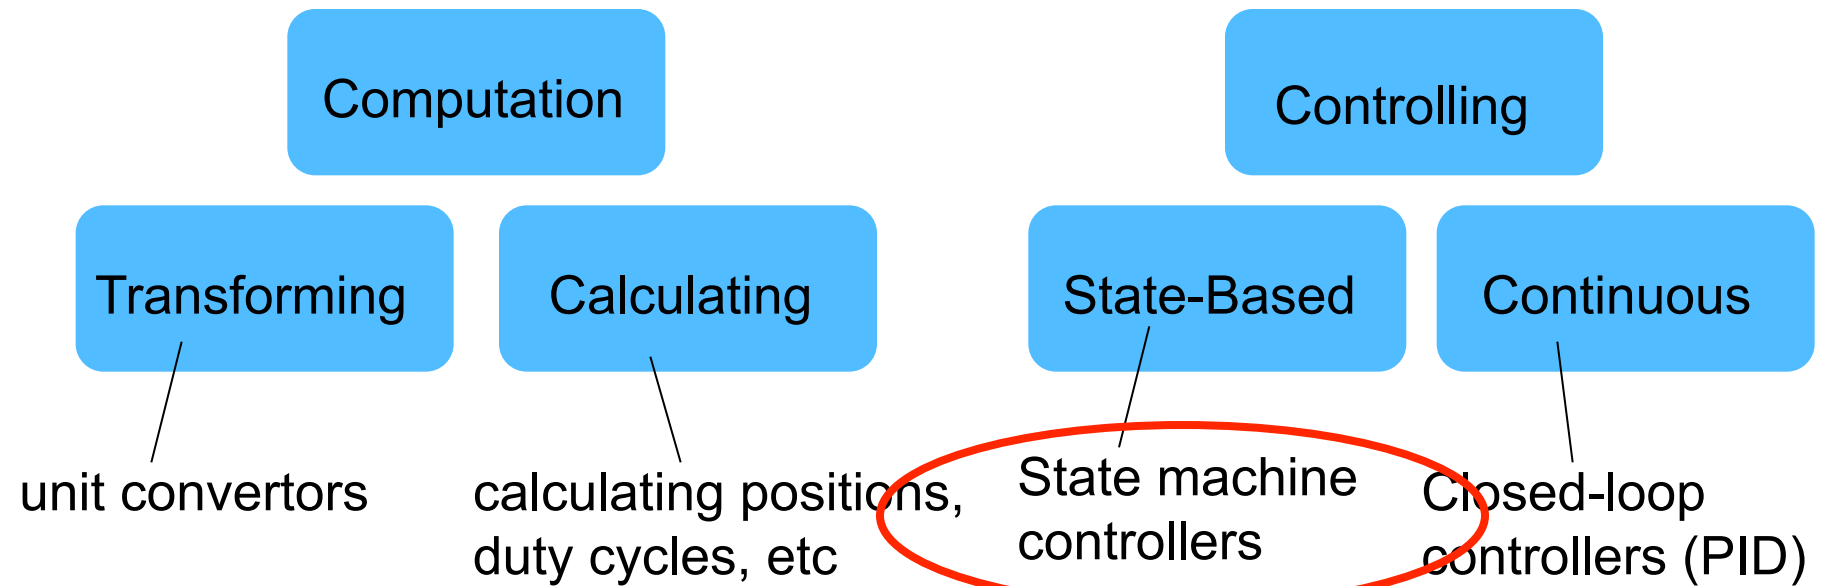 Computation
Controlling
Transforming
Calculating
State-Based
Continuous
unit convertors
calculating positions,
duty cycles, etc
State machine
controllers
Closed-loop
controllers (PID)